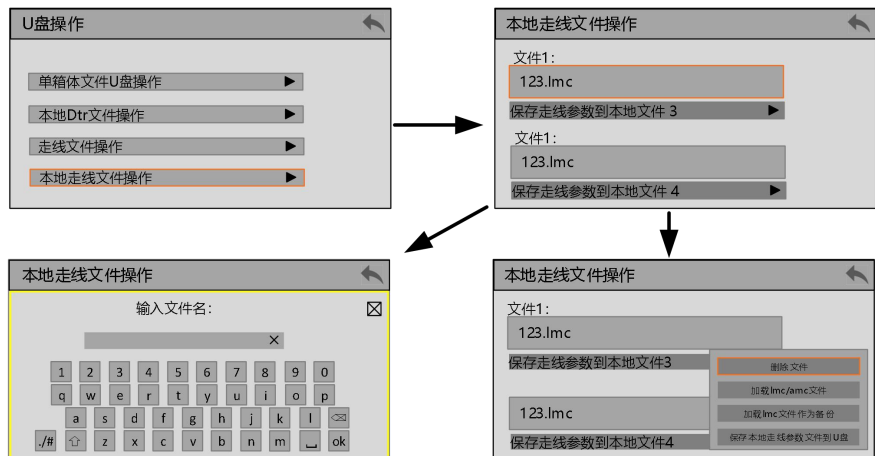 U盘操作
单箱体文件U盘操作
本地Dtr文件操作
走线文件操作
本地走线文件操作
本地走线文件操作
文件1:
123.lmc
保存走线参数到本地文件 3
文件1:
123.lmc
保存走线参数到本地文件 4
本地走线文件操作
输入文件名:
1 2 3 4 5 6 7 8 9 0
q w e r t y u i o p
a s d f g h j k l
./# z x c v b n m ok
本地走线文件操作
文件1:
123.lmc
保存走线参数到本地文件3
123.lmc
保存走线参数到本地文件4
删除文件
加载lmc/amc文件
加载lmc文件作为备份
保存本地走线参数文件到U盘